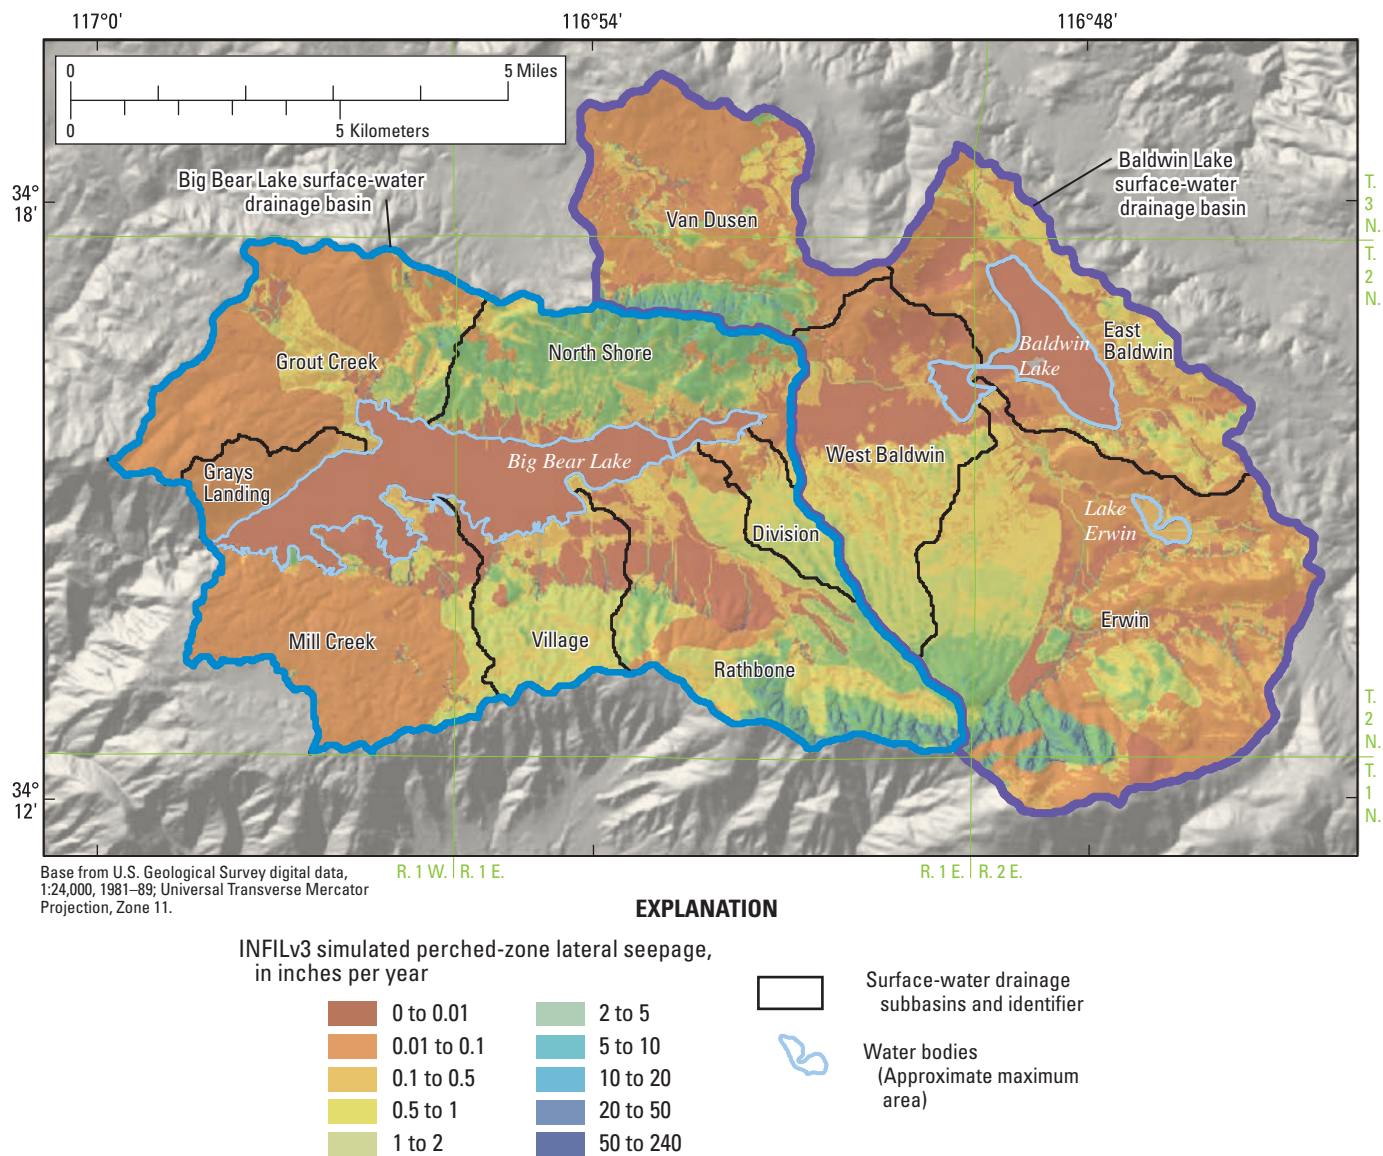 117°0'
116°54'
116°48'
0
5 Miles
0
5 Kilometers
34°
18'
Big Bear Lake surface-water
drainage basin
Baldwin Lake
surface-water
drainage basin
T.
3
N.
T.
2
N.
Van Dusen
North Shore
Grout Creek
Baldwin
Lake
East
Baldwin
Grays
Landing
Big Bear Lake
West Baldwin
Division
Lake
Erwin
Mill Creek
Village
Rathbone
Erwin
T.
2
N.
T.
1
N.
34°
12'
R. 1 W.
R. 1 E.
R. 1 E.
R. 2 E.
Base from U.S. Geological Survey digital data,
1:24,000, 1981–89; Universal Transverse Mercator
Projection, Zone 11.
EXPLANATION
INFILv3 simulated perched-zone lateral seepage,
in inches per year
0 to 0.01
0.01 to 0.1
0.1 to 0.5
0.5 to 1
1 to 2
2 to 5
5 to 10
10 to 20
20 to 50
50 to 240
Surface-water drainage
subbasins and identifier
Water bodies
(Approximate maximum
area)